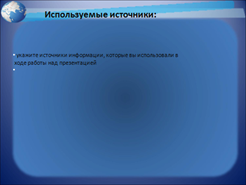 Используемые источники:
укажите источники информации, которые вы использовали в
ходе работы над презентацией